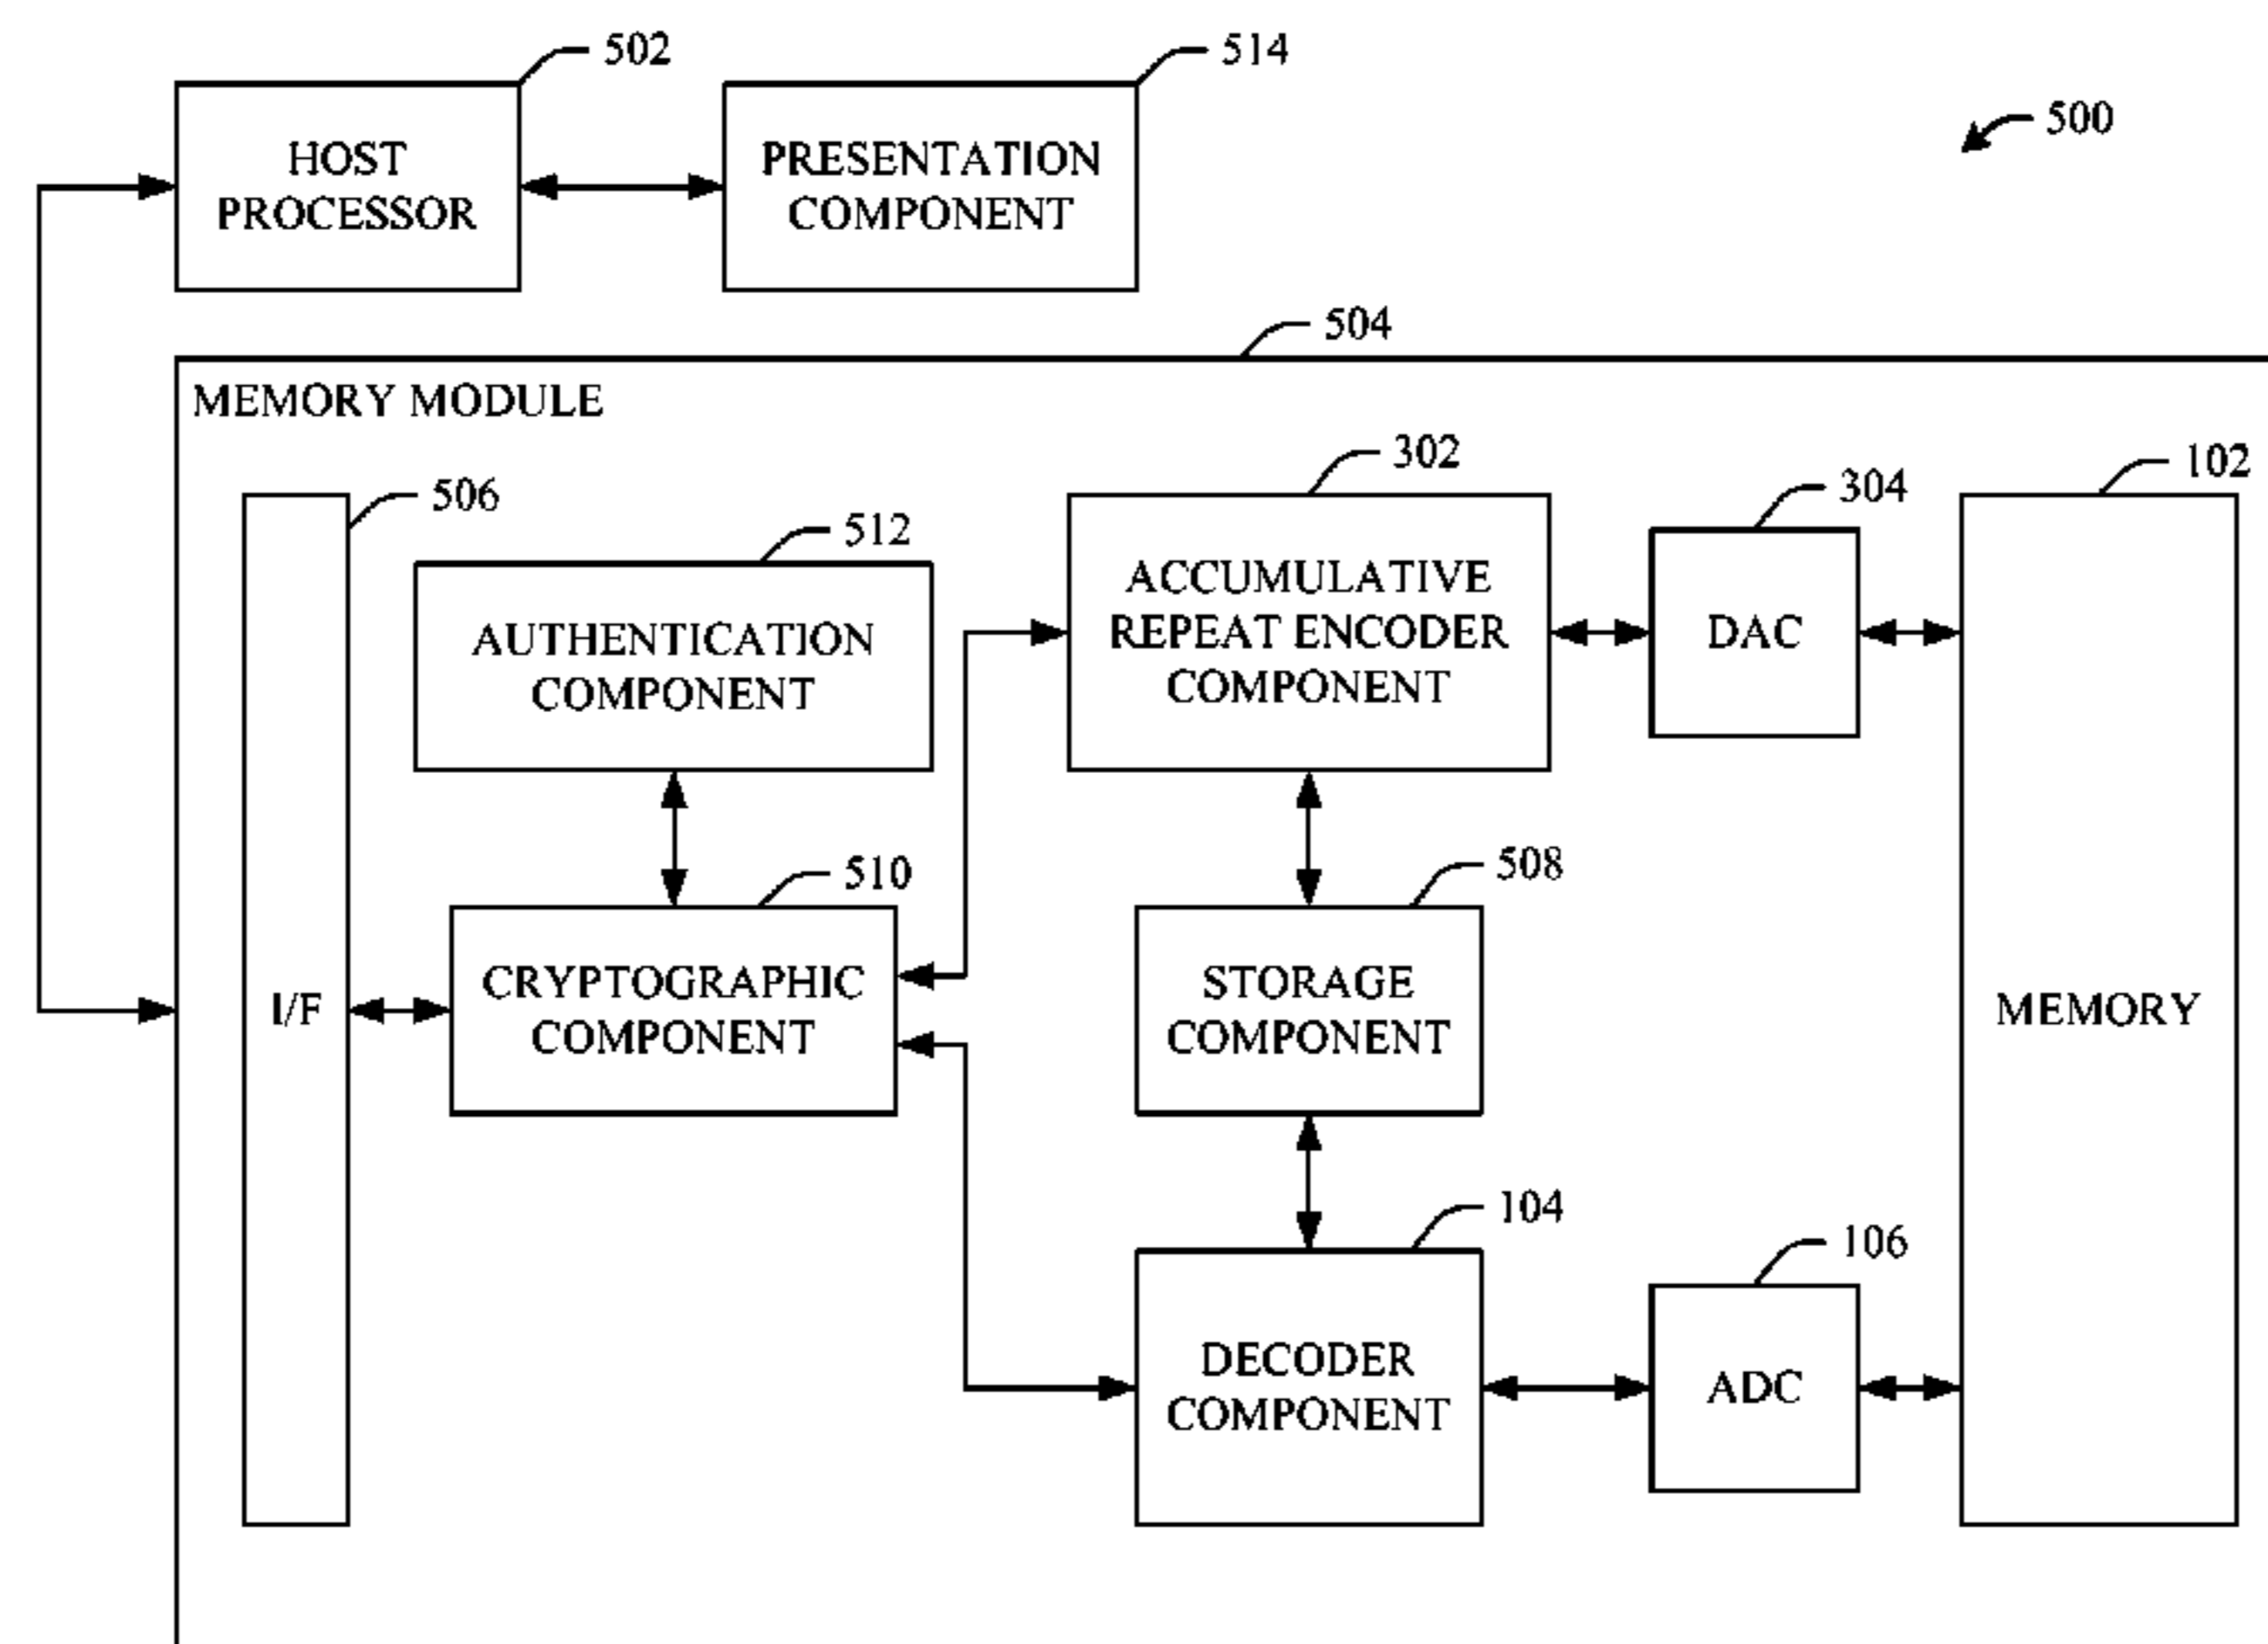 502
514
500
HOST
PROCESSOR
PRESENTATION
COMPONENT
504
MEMORY MODULE
506
512
302
304
102
AUTHENTICATION
COMPONENT
ACCUMULATIVE
REPEAT ENCODER
COMPONENT
DAC
510
508
I/F
CRYPTOGRAPHIC
COMPONENT
STORAGE
COMPONENT
MEMORY
104
106
DECODER
COMPONENT
ADC